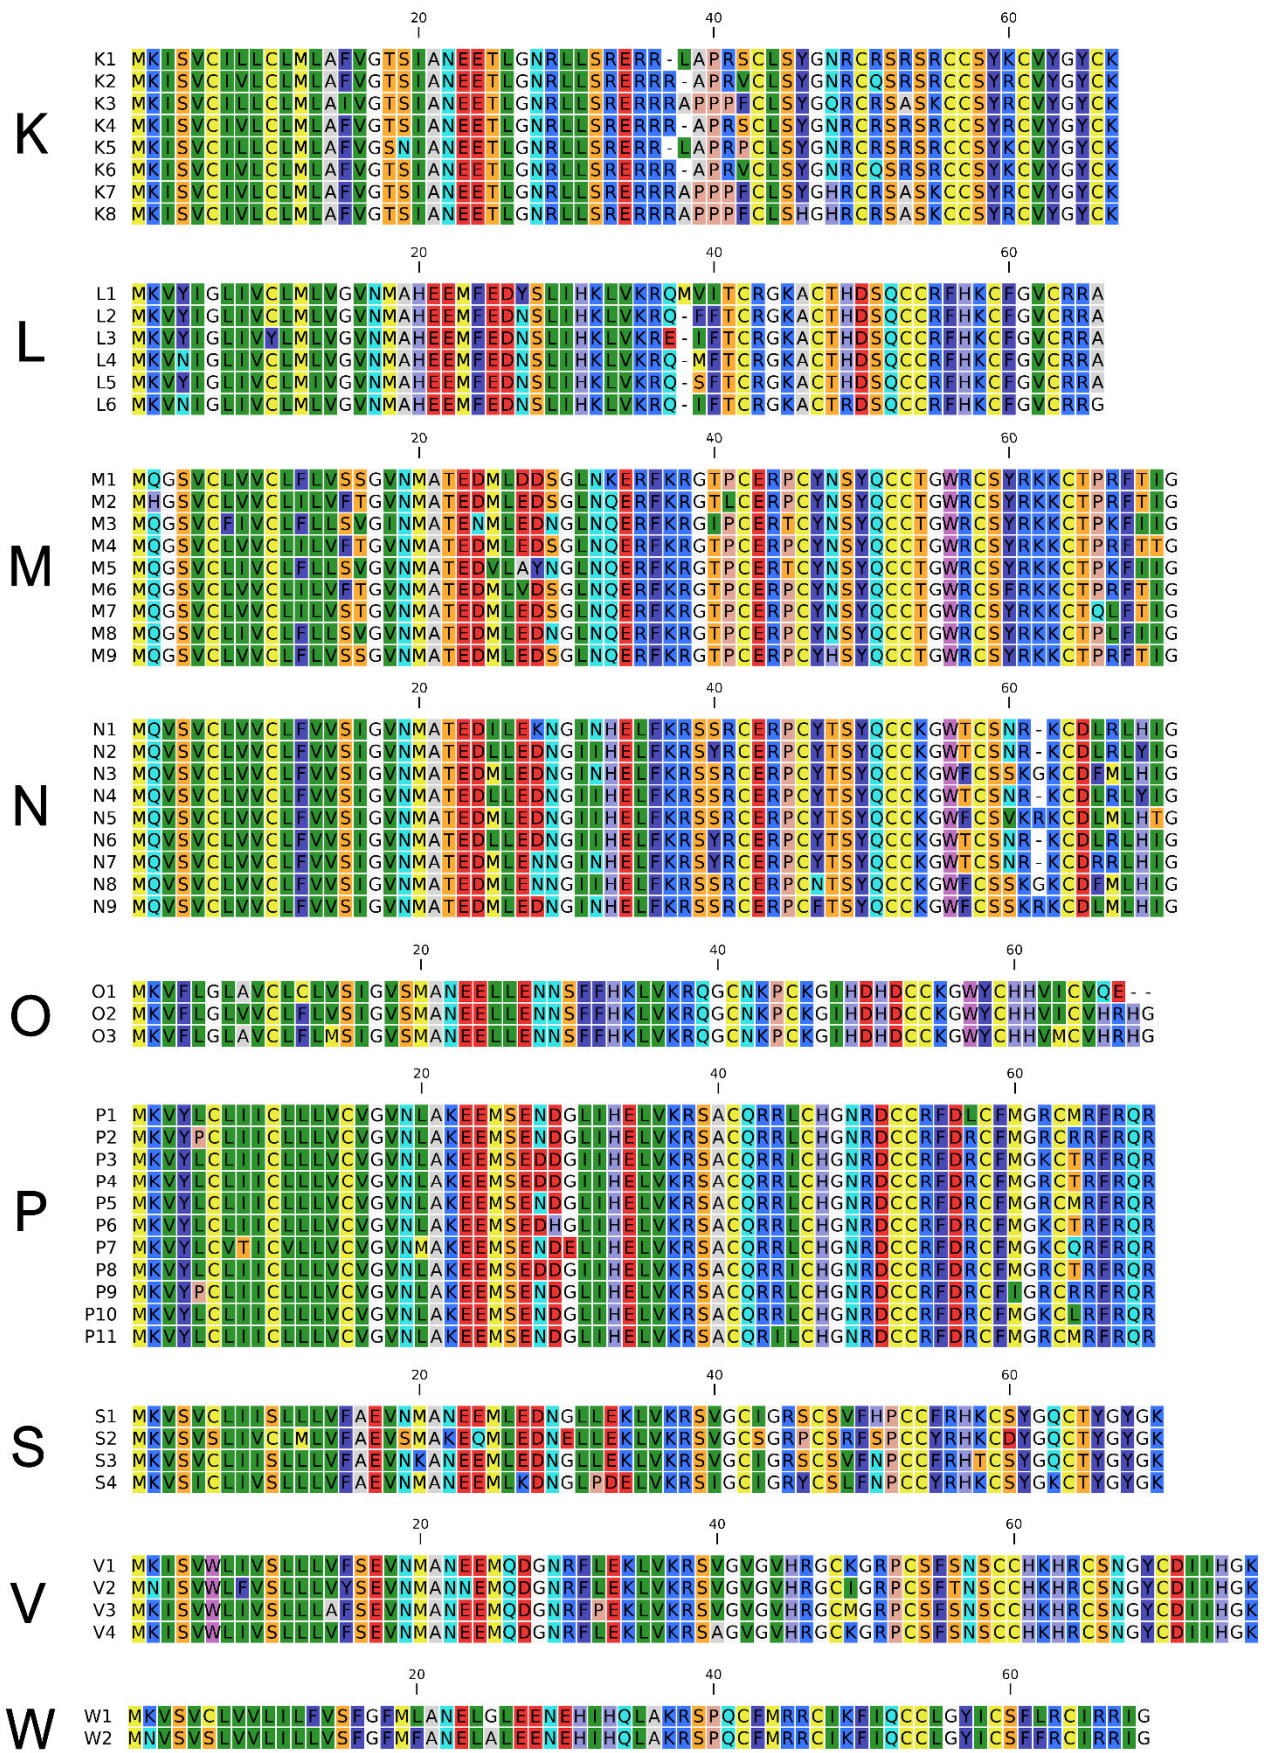 K
20 40 60
K1 MKISVCILLCLMLAFVGTSIANEETLGNRLLSRERR-LAPRSCLSYGNRCRSRSRCCSYKCVYGYCK
K2 MKISVCIVLCLMLAFVGTSIANEETLGNRLLSRERRR-APRVCLSYGNRCQSRSRCCSYRCVYGYCK
K3 MKISVCILLCLMLAIVGTSIANEETLGNRLLSRERRRAPPPFCLSYGQRCRSASKCCSYRCVYGYCK
K4 MKISVCIVLCLMLAFVGTSIANEETLGNRLLSRERRR-APRSCLSYGNRCRSRSRCCSYRCVYGYCK
K5 MKISVCILLCLMLAFVGSNIANEETLGNRLLSRERR-LAPRPCLSYGNRCRSRSRCCSYKCVYGYCK
K6 MKISVCIVLCLMLAFVGTSIANEETLGNRLLSRERRR-APRVCLSYGNRCQSRSRCCSYRCVYGYCK
K7 MKISVCIVLCLMLAFVGTSIANEETLGNRLLSRERRRAPPPFCLSYGHRCRSASKCCSYRCVYGYCK
K8 MKISVCIVLCLMLAFVGTSIANEETLGNRLLSRERRRAPPPFCLSHGHRCRSASKCCSYRCVYGYCK
L
20 40 60
L1 MKVYIGLIVCLMLVGVNMAHEEMFEDYSLIHKLVKRQMVITCRGKACTHDSQCCRFHKCFGVCRRA
L2 MKVYIGLIVCLMLVGVNMAHEEMFEDNSLIHKLVKRQ-FFTCRGKACTHDSQCCRFHKCFGVCRRA
L3 MKVYIGLIVYLMLVGVNMAHEEMFEDNSLIHKLVKRE-IFTCRGKACTHDSQCCRFHKCFGVCRRA
L4 MKVNIGLIVCLMLVGVNMAHEEMFEDNSLIHKLVKRQ-MFTCRGKACTHDSQCCRFHKCFGVCRRA
L5 MKVYIGLIVCLMIVGVNMAHEEMFEDNSLIHKLVKRQ-SFTCRGKACTHDSQCCRFHKCFGVCRRA
L6 MKVNIGLIVCLMLVGVNMAHEEMFEDNSLIHKLVKRQ-IFTCRGKACTRDSQCCRFHKCFGVCRRG
M
20 40 60
M1 MQGSVCLVVCLFLVSSGVNMATEDMLDDSGLNKERFKRGTPCERPCYNSYQCCTGWRCSYRKKCTPRFTIG
M2 MHGSVCLVVCLILVFTGVNMATEDMLEDSGLNQERFKRGTLCERPCYNSYQCCTGWRCSYRKKCTPRFTIG
M3 MQGSVCFIVCLFLLSVGINMATENMLEDNGLNQERFKRGIPCERTCYNSYQCCTGWRCSYRKKCTPKFIIG
M4 MQGSVCLVVCLILVFTGVNMATEDMLEDSGLNQERFKRGTPCERPCYNSYQCCTGWRCSYRKKCTPRFTTG
M5 MQGSVCLIVCLFLLSVGVNMATEDVLAYNGLNQERFKRGTPCERTCYNSYQCCTGWRCSYRKKCTPKFIIG
M6 MQGSVCLVVCLILVFTGVNMATEDMLVDSGLNQERFKRGTPCERPCYNSYQCCTGWRCSFRKKCTPRFTIG
M7 MQGSVCLVVCLILVSTGVNMATEDMLEDSGLNQERFKRGTPCERPCYNSYQCCTGWRCSYRKKCTQLFTIG
M8 MQGSVCLIVCLFLLSVGVNMATEDMLEDNGLNQERFKRGTPCERPCYNSYQCCTGWRCSYRKKCTPLFIIG
M9 MQGSVCLVVCLFLVSSGVNMATEDMLEDSGLNQERFKRGTPCERPCYHSYQCCTGWRCSYRKKCTPRFTIG
N
20 40 60
N1 MQVSVCLVVCLFVVSIGVNMATEDILEKNGINHELFKRSSRCERPCYTSYQCCKGWTCSNR-KCDLRLHIG
N2 MQVSVCLVVCLFVVSIGVNMATEDLLEDNGINHELFKRSYRCERPCYTSYQCCKGWTCSNR-KCDLRLYIG
N3 MQVSVCLVVCLFVVSIGVNMATEDMLEDNGINHELFKRSSRCERPCYTSYQCCKGWFCSSKGKCDFMLHIG
N4 MQVSVCLVVCLFVVSIGVNMATEDLLEDNGIIHELFKRSSRCERPCYTSYQCCKGWTCSNR-KCDLRLYIG
N5 MQVSVCLVVCLFVVSIGVNMATEDMLEDNGIIHELFKRSSRCERPCYTSYQCCKGWFCSVKRKCDLMLHTG
N6 MQVSVCLVVCLFVVSIGVNMATEDLLEDNGIIHELFKRSYRCERPCYTSYQCCKGWTCSNR-KCDLRLHIG
N7 MQVSVCLVVCLFVVSIGVNMATEDMLENNGINHELFKRSYRCERPCYTSYQCCKGWTCSNR-KCDRRLHIG
N8 MQVSVCLVVCLFVVSIGVNMATEDMLENNGIIHELFKRSSRCERPCNTSYQCCKGWFCSSKGKCDFMLHIG
N9 MQVSVCLVVCLFVVSIGVNMATEDMLEDNGINHELFKRSSRCERPCFTSYQCCKGWFCSSKRKCDLMLHIG
O
20 40 60
O1 MKVFLGLAVCLCLVSIGVSMANEELLENNSFFHKLVKRQGCNKPCKGIHDHDCCKGWYCHHVICVQE--
O2 MKVFLGLVVCLFLVSIGVSMANEELLENNSFFHKLVKRQGCNKPCKGIHDHDCCKGWYCHHVICVHRHG
O3 MKVFLGLAVCLFLMSIGVSMANEELLENNSFFHKLVKRQGCNKPCKGIHDHDCCKGWYCHHVMCVHRHG
P
20 40 60
P1 MKVYLCLIICLLLVCVGVNLAKEEMSENDGLIHELVKRSACQRRLCHGNRDCCRFDLCFMGRCMRFRQR
P2 MKVYPCLIICLLLVCVGVNLAKEEMSENDGLIHELVKRSACQRRLCHGNRDCCRFDRCFMGRCRRFRQR
P3 MKVYLCLIICLLLVCVGVNLAKEEMSEDDGIIHELVKRSACQRRICHGNRDCCRFDRCFMGKCTRFRQR
P4 MKVYLCLIICLLLVCVGVNLAKEEMSEDDGIIHELVKRSACQRRLCHGNRDCCRFDRCFMGKCTRFRQR
P5 MKVYLCLIICLLLVCVGVNLAKEEMSENDGLIHELVKRSACQRRLCHGNRDCCRFDRCFMGRCMRFRQR
P6 MKVYLCLIICLLLVCVGVNLAKEEMSEDHGLIHELVKRSACQRRLCHGNRDCCRFDRCFMGKCTRFRQR
P7 MKVYLCVTICVLLVCVGVNMAKEEMSENDELIHELVKRSACQRRLCHGNRDCCRFDRCFMGKCQRFRQR
P8 MKVYLCLIICLLLVCVGVNLAKEEMSEDDGIIHELVKRSACQRRICHGNRDCCRFDRCFMGRCTRFRQR
P9 MKVYPCLIICLLLVCVGVNLAKEEMSENDGLIHELVKRSACQRRLCHGNRDCCRFDRCFIGRCRRFRQR
P10 MKVYLCLIICLLLVCVGVNLAKEEMSENDGLIHELVKRSACQRRLCHGNRDCCRFDRCFMGKCLRFRQR
P11 MKVYLCLIICLLLVCVGVNLAKEEMSENDGLIHELVKRSACQRILCHGNRDCCRFDRCFMGRCMRFRQR
S
20 40 60
S1 MKVSVCLIISLLLVFAEVNMANEEMLEDNGLLEKLVKRSVGCIGRSCSVFHPCCFRHKCSYGQCTYGYGK
S2 MKVSVSLIVCLMLVFAEVSMAKEQMLEDNELLEKLVKRSVGCSGRPCSRFSPCCYRHKCDYGQCTYGYGK
S3 MKVSVCLIISLLLVFAEVNKANEEMLEDNGLLEKLVKRSVGCIGRSCSVFNPCCFRHTCSYGQCTYGYGK
S4 MKVSICLIVSLLLVFAEVNMANEEMLKDNGLPDELVKRSIGCIGRYCSLFNPCCYRHKCSYGKCTYGYGK
V
20 40 60
V1 MKISVWLIVSLLLVFSEVNMANEEMQDGNRFLEKLVKRSVGVGVHRGCKGRPCSFSNSCCHKHRCSNGYCDIIHGK
V2 MNISVWLFVSLLLVYSEVNMANNEMQDGNRFLEKLVKRSVGVGVHRGCIGRPCSFTNSCCHKHRCSNGYCDIIHGK
V3 MKISVWLIVSLLLAFSEVNMANEEMQDGNRFPEKLVKRSVGVGVHRGCMGRPCSFSNSCCHKHRCSNGYCDIIHGK
V4 MKISVWLIVSLLLVFSEVNMANEEMQDGNRFLEKLVKRSAGVGVHRGCKGRPCSFSNSCCHKHRCSNGYCDIIHGK
W
20 40 60
W1 MKVSVCLVVLILFVSFGFMLANELGLEENEHIHQLAKRSPQCFMRRCIKFIQCCLGYICSFLRCIRRIG
W2 MNVSVSLVVLILLVSFGFMFANELALEENEHIHQLAKRSPQCFMRRCIKFIQCCLGYICSFFRCIRRIG